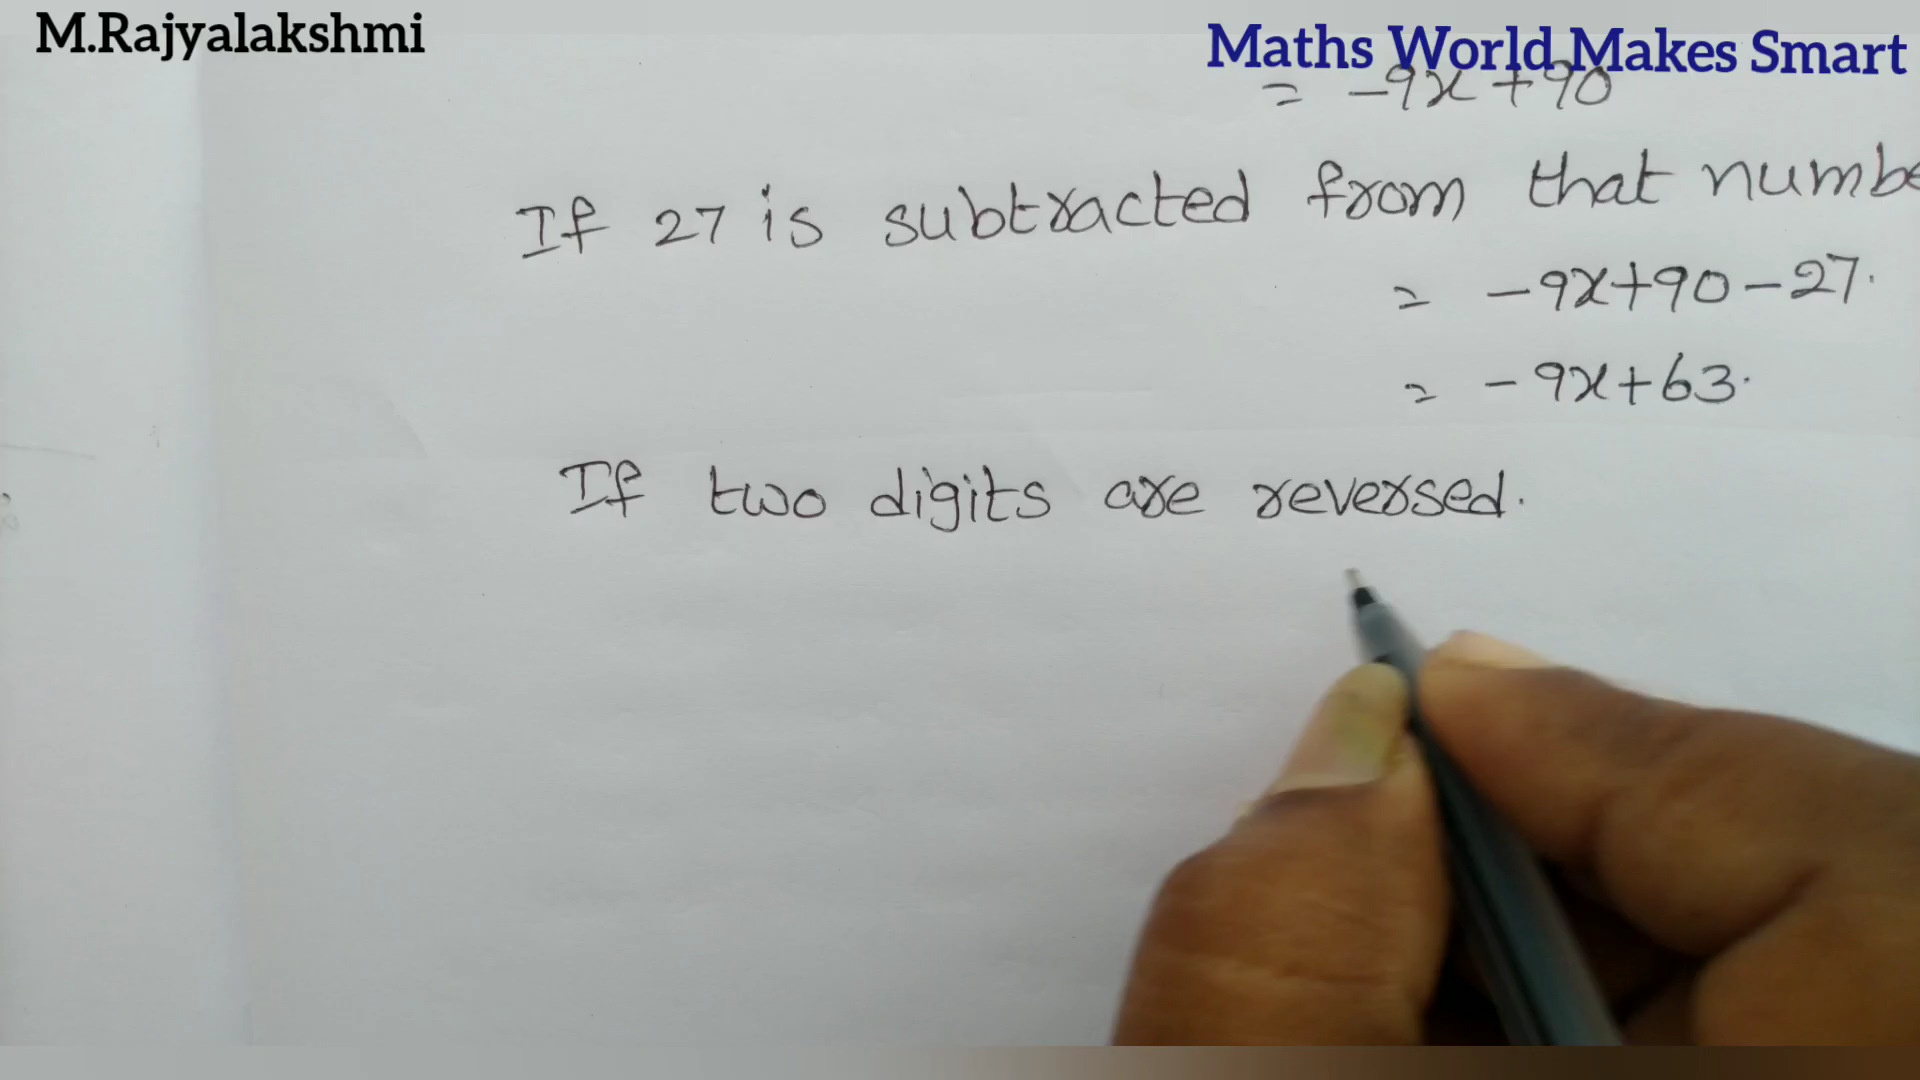 M.Rajyalakshmi
Maths World Makes Smart
= -9x+90
If 27 is subtracted from that numbe
= -9x+90-27.
= -9x+63.
If two digits are reversed.